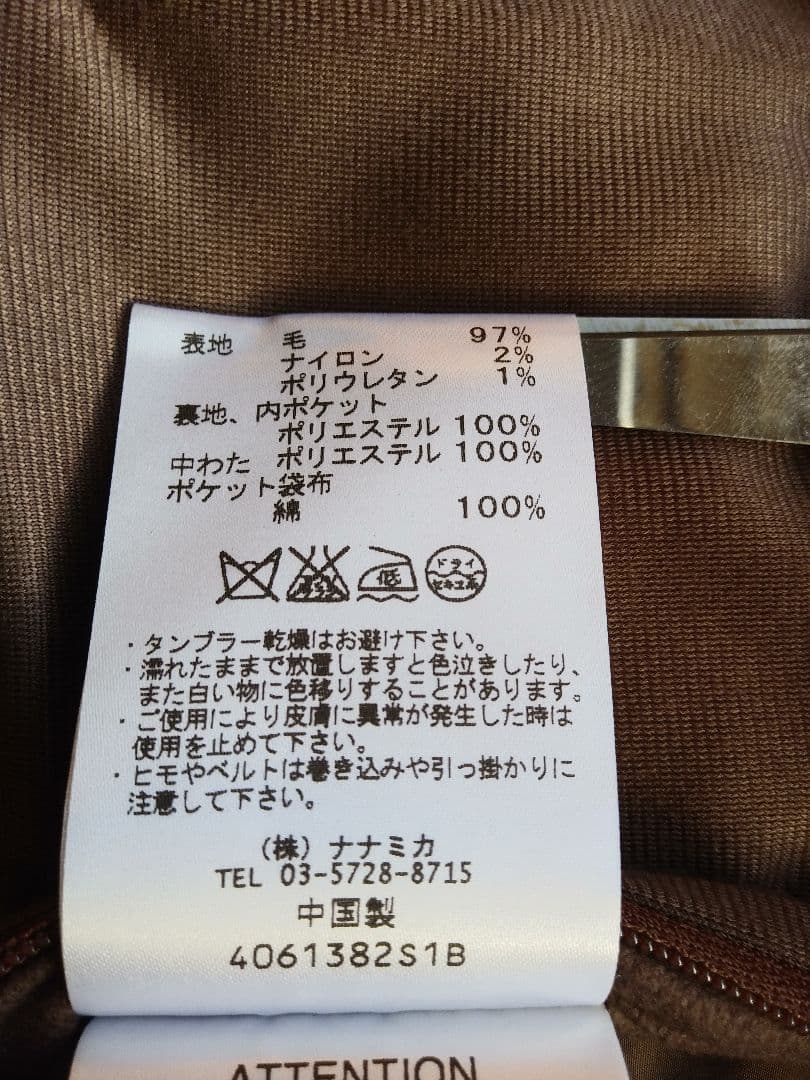 表地 毛 97%
ナイロン 2%
ポリウレタン 1%
裏地、内ポケット
ポリエステル 100%
中わた ポリエステル 100%
ポケット袋布
綿 100%
エンソサラシ 低 ドライ セキユ系
・タンブラー乾燥はお避け下さい。
・濡れたままで放置しますと色泣きしたり、
また白い物に色移りすることがあります。
・ご使用により皮膚に異常が発生した時は
使用を止めて下さい。
・ヒモやベルトは巻き込みや引っ掛かりに
注意して下さい。
(株)ナナミカ
TEL 03-5728-8715
中国製
4061382S1B
ATTENTION